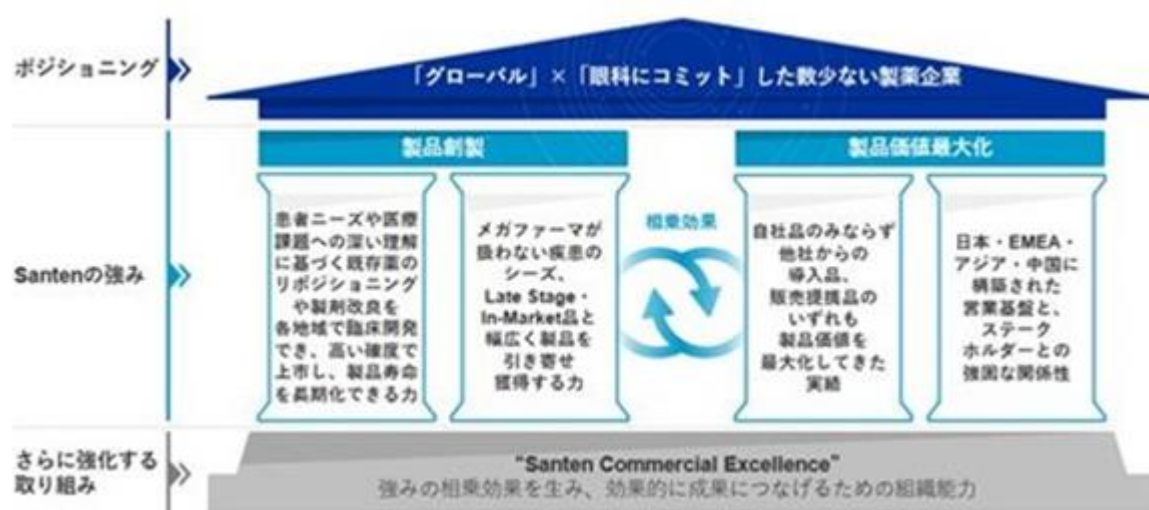 ポジショニング
「グローバル」×「眼科にコミット」した数少ない製薬企業
Santenの強み
製品創製
患者ニーズや医療
課題への深い理解
に基づく既存薬の
リポジショニング
や製剤改良を
各地域で臨床開発
でき、高い確度で
上市し、製品寿命
を長期化できる力
メガファーマが
扱わない疾患の
シーズ、
Late Stage・
In-Market品と
幅広く製品を
引き寄せ
獲得する力
相乗効果
製品価値最大化
自社品のみならず
他社からの
導入品、
販売提携品の
いずれも
製品価値を
最大化してきた
実績
日本・EMEA・
アジア・中国に
構築された
営業基盤と、
ステーク
ホルダーとの
強固な関係性
さらに強化する
取り組み
"Santen Commercial Excellence"
強みの相乗効果を生み、効果的に成果につなげるための組織能力